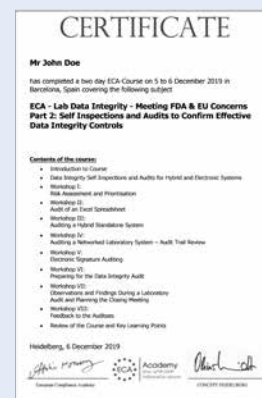 CERTIFICATE
Mr John Doe
has completed a two day ECA-Course on 5 to 6 December 2019 in
Barcelona, Spain covering the following subject
ECA - Lab Data Integrity - Meeting FDA & EU Concerns
Part 2: Self Inspections and Audits to Confirm Effective
Data Integrity Controls
Contents of the course:
• Introduction to Course
• Data Integrity Self Inspections and Audits for Hybrid and Electronic Systems
• Workshop I:
Risk Assessment and Prioritisation
• Workshop II:
Audit of an Excel Spreadsheet
• Workshop III:
Auditing a Hybrid Standalone System
• Workshop IV:
Auditing a Networked Laboratory System - Audit Trail Review
• Workshop V:
Electronic Signature Auditing
• Workshop VI:
Preparing for the Data Integrity Audit
• Workshop VII:
Observations and Findings During a Laboratory
Audit and Planning the Closing Meeting
• Workshop VIII:
Feedback to the Auditees
• Review of the Course and Key Learning Points
Heidelberg, 6 December 2019
ECA Academy
European Compliance Academy
CONCEPT HEIDELBERG